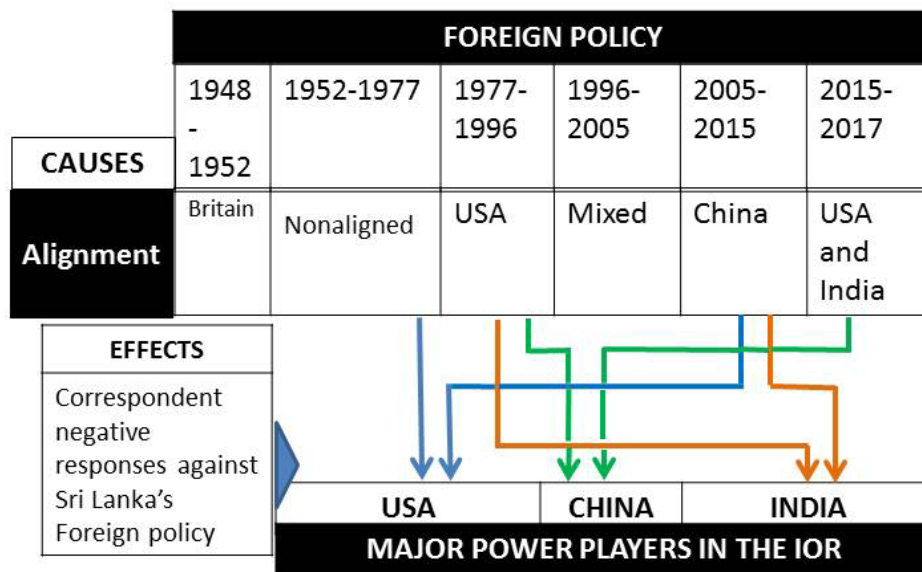 FOREIGN POLICY
CAUSES
1948
-
1952
1952-1977
1977-
1996
1996-
2005
2005-
2015
2015-
2017
Alignment
Britain
Nonaligned
USA
Mixed
China
USA
and
India
EFFECTS
Correspondent
negative
responses against
Sri Lanka’s
Foreign policy
USA
CHINA
INDIA
MAJOR POWER PLAYERS IN THE IOR